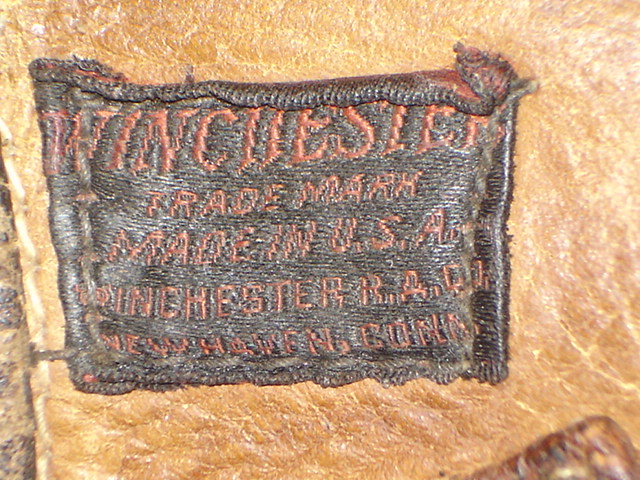 WINCHESTER
TRADE MARK
MADE IN U.S.A.
WINCHESTER R.A. CO.
NEW HAVEN, CONN.